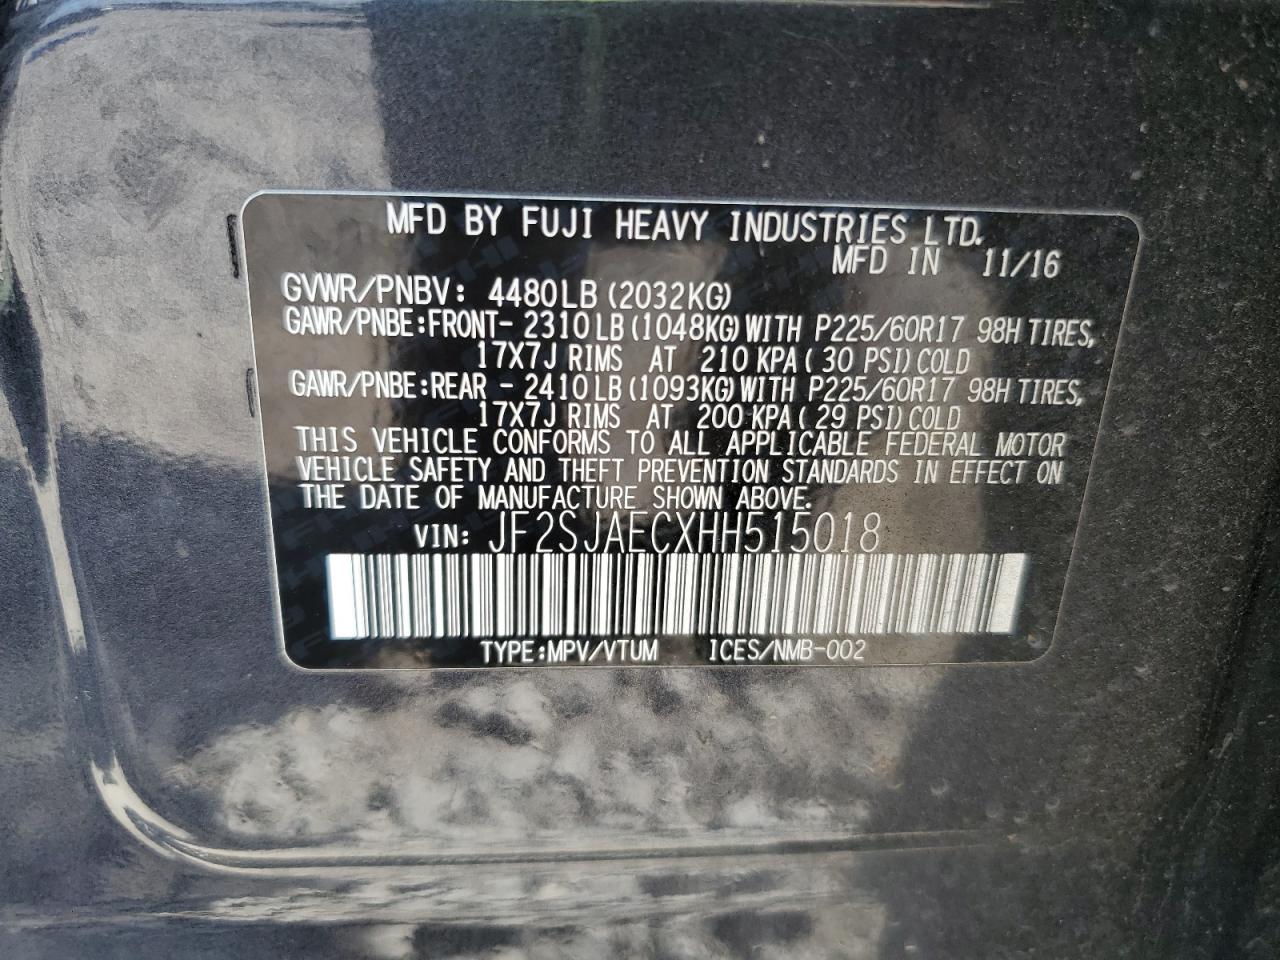 MFD BY FUJI HEAVY INDUSTRIES LTD.
MFD IN 11/16
GVWR/PNBV: 4480LB(2032KG)
GAWR/PNBE:FRONT- 2310LB(1048KG)WITH P225/60R17 98H TIRES,
17X7J RIMS AT 210 KPA(30 PSI)COLD
GAWR/PNBE:REAR - 2410LB(1093KG)WITH P225/60R17 98H TIRES,
17X7J RIMS AT 200 KPA(29 PSI)COLD
THIS VEHICLE CONFORMS TO ALL APPLICABLE FEDERAL MOTOR
VEHICLE SAFETY AND THEFT PREVENTION STANDARDS IN EFFECT ON
THE DATE OF MANUFACTURE SHOWN ABOVE.
VIN: JF2SJAECXHH515018
TYPE:MPV/VTUM ICES/NMB-002